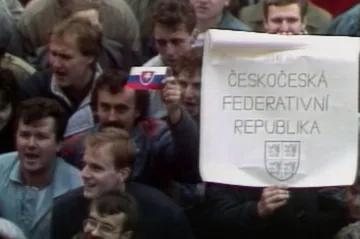 ČESKOČESKÁ
FEDERATIVNÍ
REPUBLIKA